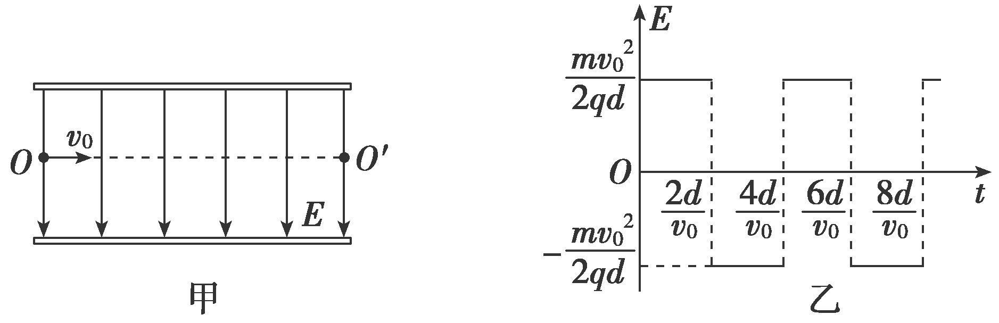 v₀
O
O′
E
甲
E
mv₀²/2qd
O
2d/v₀ 4d/v₀ 6d/v₀ 8d/v₀
t
−mv₀²/2qd
乙